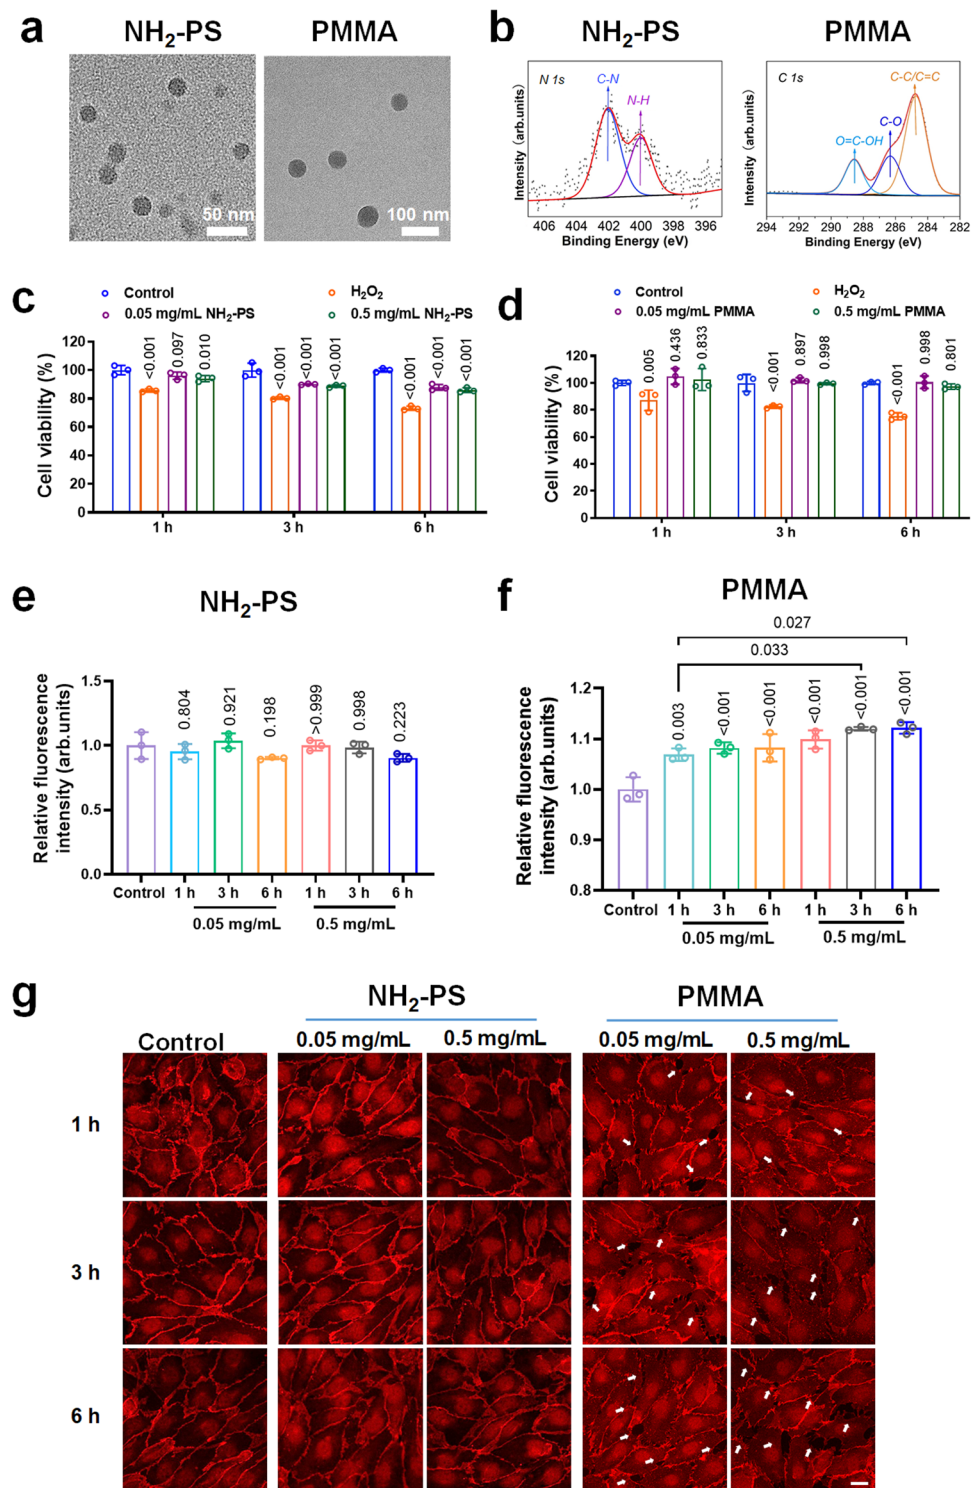 a
NH2-PS
PMMA
50 nm
100 nm
b
NH2-PS
PMMA
N 1s
C-N
N-H
Intensity (arb.units)
406 404 402 400 398 396
Binding Energy (eV)
C 1s
C-C/C=C
C-O
O=C-OH
Intensity (arb.units)
294 292 290 288 286 284 282
Binding Energy (eV)
c
Control
H2O2
0.05 mg/mL NH2-PS
0.5 mg/mL NH2-PS
Cell viability (%)
120
100
80
60
40
20
0
<0.001
0.097
0.010
<0.001
<0.001
<0.001
<0.001
<0.001
<0.001
1 h
3 h
6 h
d
Control
H2O2
0.05 mg/mL PMMA
0.5 mg/mL PMMA
Cell viability (%)
120
100
80
60
40
20
0
0.005
0.436
0.833
<0.001
0.897
0.998
<0.001
0.998
0.801
1 h
3 h
6 h
e
NH2-PS
Relative fluorescence
intensity (arb.units)
1.5
1.0
0.5
0.0
0.804
0.921
0.198
>0.999
0.998
0.223
Control 1 h 3 h 6 h 1 h 3 h 6 h
0.05 mg/mL 0.5 mg/mL
f
PMMA
0.027
0.033
Relative fluorescence
intensity (arb.units)
1.2
1.1
1.0
0.9
0.8
0.003
<0.001
<0.001
<0.001
<0.001
<0.001
Control 1 h 3 h 6 h 1 h 3 h 6 h
0.05 mg/mL 0.5 mg/mL
g
NH2-PS
PMMA
Control
0.05 mg/mL
0.5 mg/mL
0.05 mg/mL
0.5 mg/mL
1 h
3 h
6 h